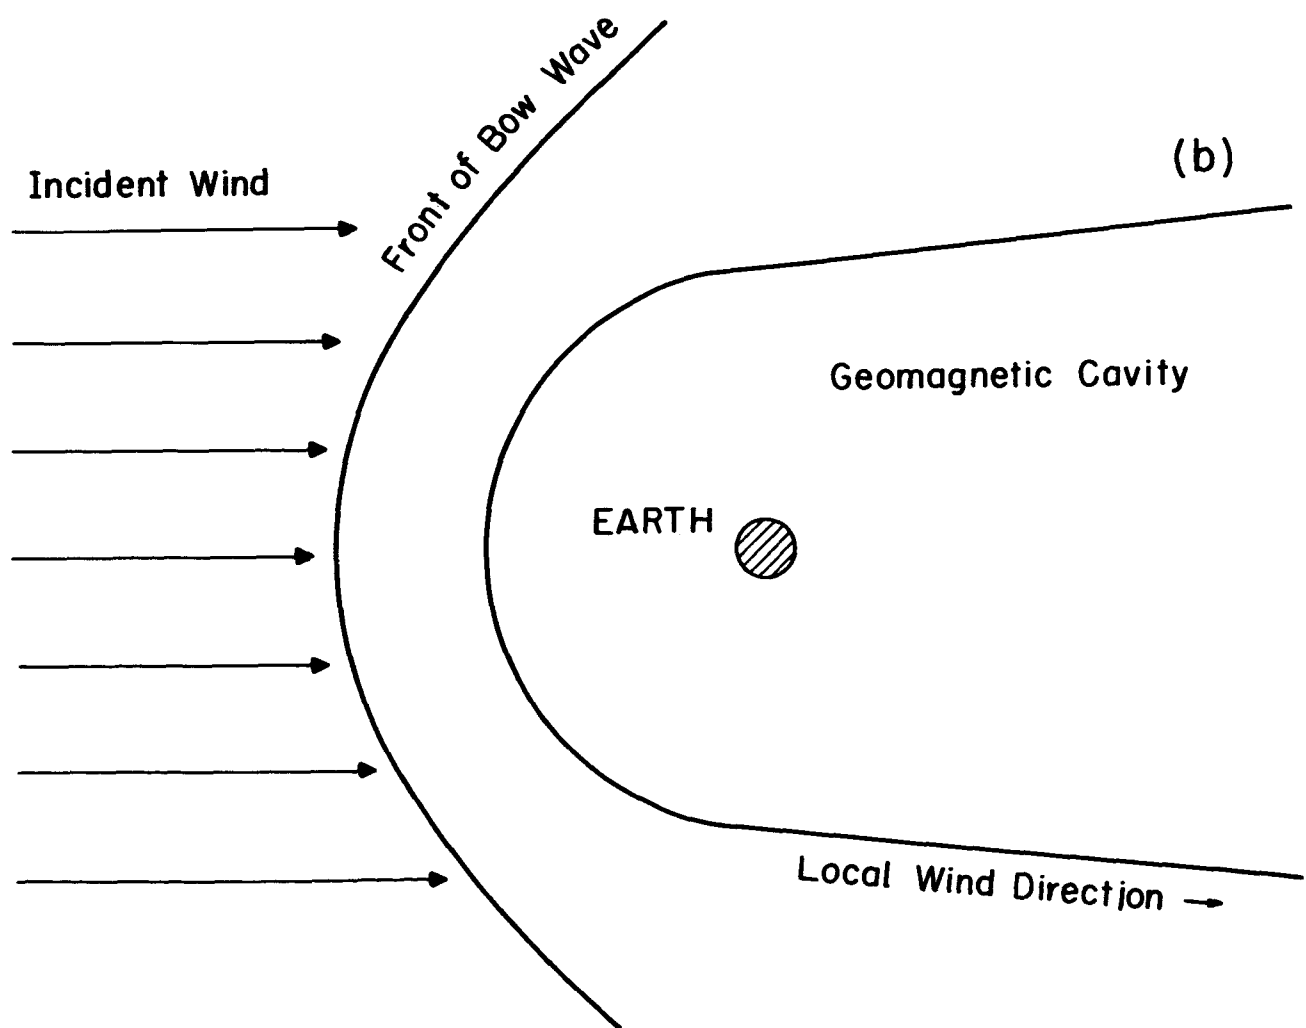 Front of Bow Wave
(b)
Incident Wind
Geomagnetic Cavity
EARTH
Local Wind Direction →